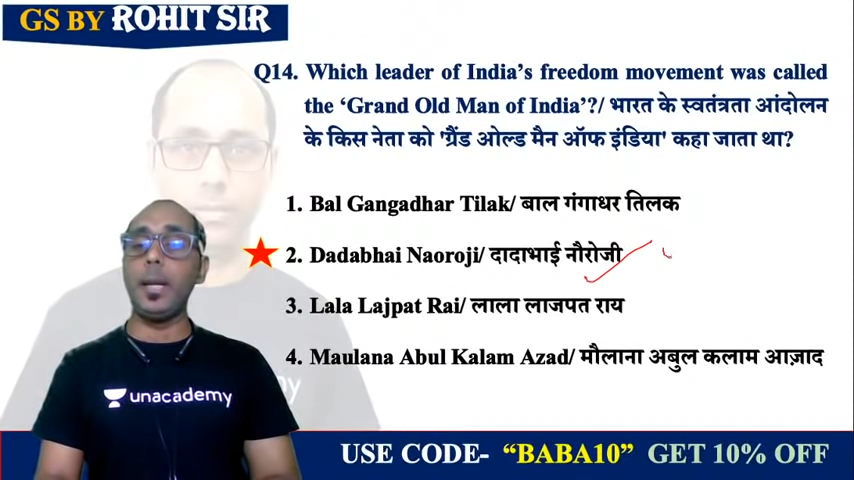 GS BY ROHIT SIR
Q14. Which leader of India's freedom movement was called
the 'Grand Old Man of India'?/ भारत के स्वतंत्रता आंदोलन
के किस नेता को 'ग्रैंड ओल्ड मैन ऑफ इंडिया' कहा जाता था?
1. Bal Gangadhar Tilak/ बाल गंगाधर तिलक
2. Dadabhai Naoroji/ दादाभाई नौरोजी
3. Lala Lajpat Rai/ लाला लाजपत राय
4. Maulana Abul Kalam Azad/ मौलाना अबुल कलाम आज़ाद
unacademy
USE CODE- “BABA10” GET 10% OFF